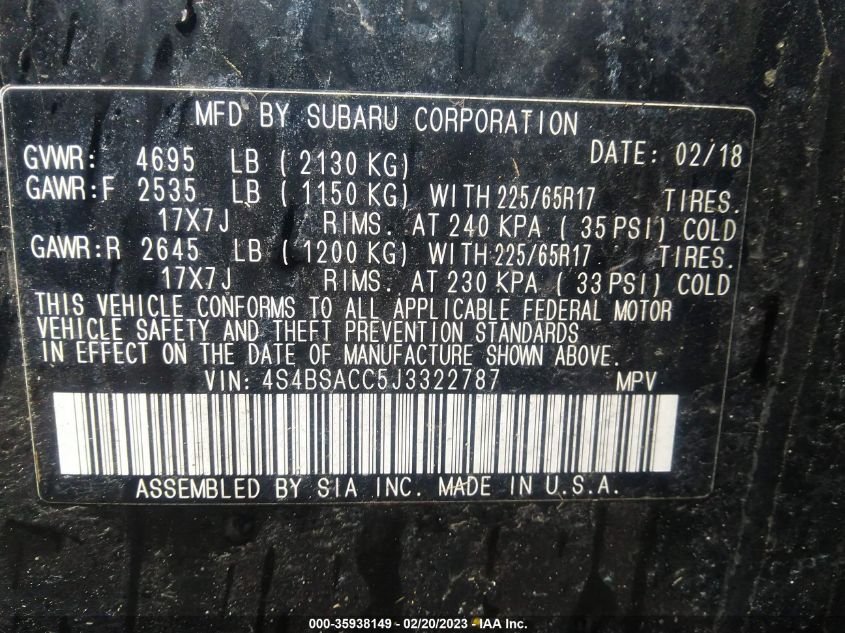 MFD BY SUBARU CORPORATION
GVWR: 4695 LB ( 2130 KG) DATE: 02/18
GAWR:F 2535 LB ( 1150 KG) WITH 225/65R17 TIRES.
17X7J RIMS. AT 240 KPA ( 35 PSI) COLD
GAWR:R 2645 LB ( 1200 KG) WITH 225/65R17 TIRES.
17X7J RIMS. AT 230 KPA ( 33 PSI) COLD
THIS VEHICLE CONFORMS TO ALL APPLICABLE FEDERAL MOTOR
VEHICLE SAFETY AND THEFT PREVENTION STANDARDS
IN EFFECT ON THE DATE OF MANUFACTURE SHOWN ABOVE.
VIN: 4S4BSACC5J3322787 MPV
ASSEMBLED BY SIA INC. MADE IN U.S.A.
000-35938149 - 02/20/2023 - IAA Inc.